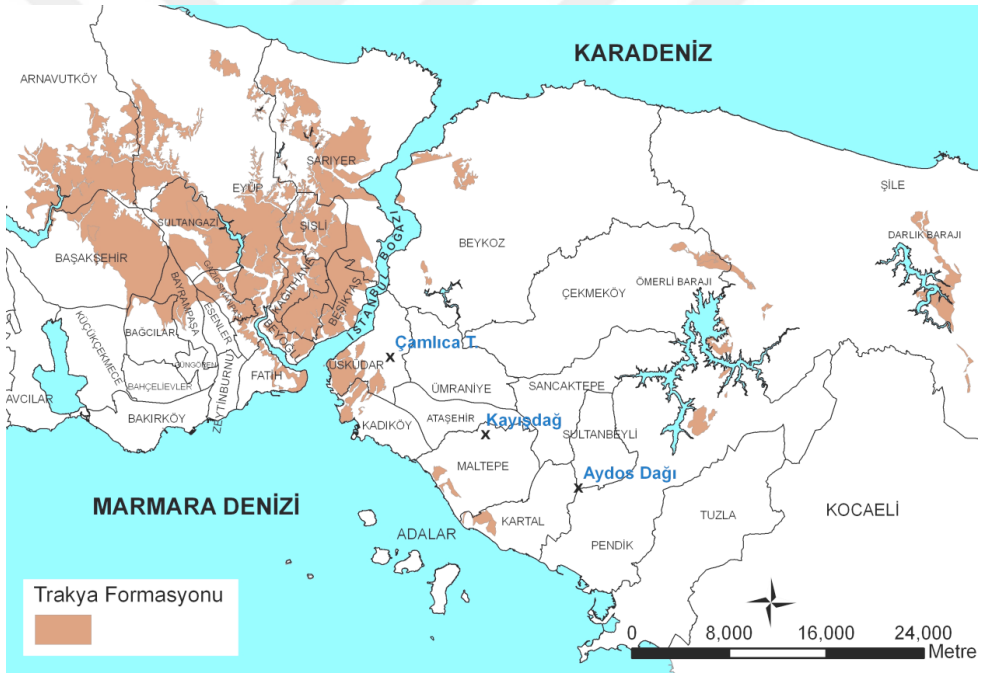 KARADENİZ
ARNAVUTKÖY
SARIYER
EYÜP
ŞİLE
SULTANGAZİ
ŞİŞLİ
DARLIK BARAJI
BEYKOZ
İSTANBUL BOĞAZI
BAŞAKŞEHİR
KAĞITHANE
ÖMERLİ BARAJI
ÇEKMEKÖY
BEŞİKTAŞ
BAYRAMPAŞA
ESENLER
BEYOĞLU
KÜÇÜKÇEKMECE
BAĞCILAR
Çamlıca T.
ÜSKÜDAR
FATİH
BAHÇELİEVLER
ÜMRANİYE
SANCAKTEPE
AVCILAR
BAKIRKÖY
ZEYTİNBURNU
ATAŞEHİR
Kayışdağ
KADIKÖY
SULTANBEYLİ
MALTEPE
Aydos Dağı
MARMARA DENİZİ
KARTAL
TUZLA
KOCAELİ
ADALAR
PENDİK
Trakya Formasyonu
0 8,000 16,000 24,000
Metre